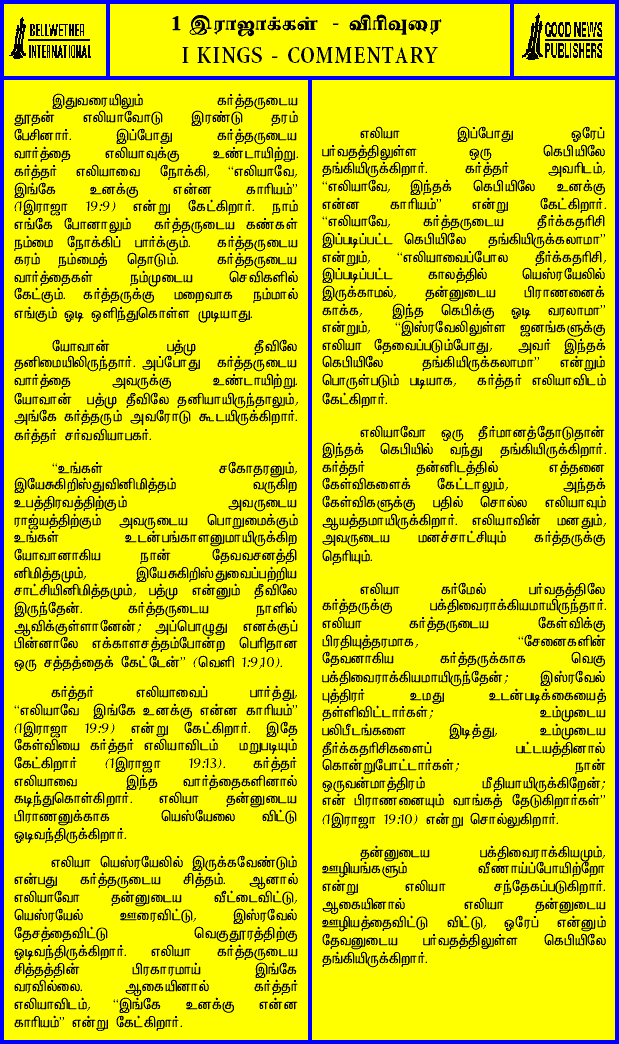 BELLWETHER
INTERNATIONAL
1 இராஜாக்கள் - விரிவுரை
I KINGS - COMMENTARY
GOOD NEWS
PUBLISHERS
இதுவரையிலும் கர்த்தருடைய
தூதன் எலியாவோடு இரண்டு தரம்
பேசினார். இப்போது கர்த்தருடைய
வார்த்தை எலியாவுக்கு உண்டாயிற்று.
கர்த்தர் எலியாவை நோக்கி, “எலியாவே,
இங்கே உனக்கு என்ன காரியம்”
(1இராஜா 19:9) என்று கேட்கிறார். நாம்
எங்கே போனாலும் கர்த்தருடைய கண்கள்
நம்மை நோக்கிப் பார்க்கும். கர்த்தருடைய
கரம் நம்மைத் தொடும். கர்த்தருடைய
வார்த்தைகள் நம்முடைய செவிகளில்
கேட்கும். கர்த்தருக்கு மறைவாக நம்மால்
எங்கும் ஓடி ஒளிந்துகொள்ள முடியாது.
யோவான் பத்மு தீவிலே
தனிமையிலிருந்தார். அப்போது கர்த்தருடைய
வார்த்தை அவருக்கு உண்டாயிற்று.
யோவான் பத்மு தீவிலே தனியாயிருந்தாலும்,
அங்கே கர்த்தரும் அவரோடு கூடயிருக்கிறார்.
கர்த்தர் சர்வவியாபகர்.
“உங்கள் சகோதரனும்,
இயேசுகிறிஸ்துவினிமித்தம் வருகிற
உபத்திரவத்திற்கும் அவருடைய
ராஜ்யத்திற்கும் அவருடைய பொறுமைக்கும்
உங்கள் உடன்பங்காளனுமாயிருக்கிற
யோவானாகிய நான் தேவவசனத்தி
னிமித்தமும், இயேசுகிறிஸ்துவைப்பற்றிய
சாட்சியினிமித்தமும், பத்மு என்னும் தீவிலே
இருந்தேன். கர்த்தருடைய நாளில்
ஆவிக்குள்ளானேன்; அப்பொழுது எனக்குப்
பின்னாலே எக்காளசத்தம்போன்ற பெரிதான
ஒரு சத்தத்தைக் கேட்டேன்” (வெளி 1:9,10).
கர்த்தர் எலியாவைப் பார்த்து,
“எலியாவே இங்கே உனக்கு என்ன காரியம்”
(1இராஜா 19:9) என்று கேட்கிறார். இதே
கேள்வியை கர்த்தர் எலியாவிடம் மறுபடியும்
கேட்கிறார் (1இராஜா 19:13). கர்த்தர்
எலியாவை இந்த வார்த்தைகளினால்
கடிந்துகொள்கிறார். எலியா தன்னுடைய
பிராணனுக்காக யெஸ்யேலை விட்டு
ஓடிவந்திருக்கிறார்.
எலியா யெஸ்ரயேலில் இருக்கவேண்டும்
என்பது கர்த்தருடைய சித்தம். ஆனால்
எலியாவோ தன்னுடைய வீட்டைவிட்டு,
யெஸ்ரயேல் ஊரைவிட்டு, இஸ்ரவேல்
தேசத்தைவிட்டு வெகுதூரத்திற்கு
ஓடிவந்திருக்கிறார். எலியா கர்த்தருடைய
சித்தத்தின் பிரகாரமாய் இங்கே
வரவில்லை. ஆகையினால் கர்த்தர்
எலியாவிடம், “இங்கே உனக்கு என்ன
காரியம்” என்று கேட்கிறார்.
எலியா இப்போது ஒரேப்
பர்வதத்திலுள்ள ஒரு கெபியிலே
தங்கியிருக்கிறார். கர்த்தர் அவரிடம்,
“எலியாவே, இந்தக் கெபியிலே உனக்கு
என்ன காரியம்” என்று கேட்கிறார்.
“எலியாவே, கர்த்தருடைய தீர்க்கதரிசி
இப்படிப்பட்ட கெபியிலே தங்கியிருக்கலாமா”
என்றும், “எலியாவைப்போல தீர்க்கதரிசி,
இப்படிப்பட்ட காலத்தில் யெஸ்ரயேலில்
இருக்காமல், தன்னுடைய பிராணனைக்
காக்க, இந்த கெபிக்கு ஓடி வரலாமா”
என்றும், “இஸ்ரவேலிலுள்ள ஜனங்களுக்கு
எலியா தேவைப்படும்போது, அவர் இந்தக்
கெபியிலே தங்கியிருக்கலாமா” என்றும்
பொருள்படும் படியாக, கர்த்தர் எலியாவிடம்
கேட்கிறார்.
எலியாவோ ஒரு தீர்மானத்தோடுதான்
இந்தக் கெபியில் வந்து தங்கியிருக்கிறார்.
கர்த்தர் தன்னிடத்தில் எத்தனை
கேள்விகளைக் கேட்டாலும், அந்தக்
கேள்விகளுக்கு பதில் சொல்ல எலியாவும்
ஆயத்தமாயிருக்கிறார். எலியாவின் மனதும்,
அவருடைய மனச்சாட்சியும் கர்த்தருக்கு
தெரியும்.
எலியா கர்மேல் பர்வதத்திலே
கர்த்தருக்கு பக்திவைராக்கியமாயிருந்தார்.
எலியா கர்த்தருடைய கேள்விக்கு
பிரதியுத்தரமாக, “சேனைகளின்
தேவனாகிய கர்த்தருக்காக வெகு
பக்திவைராக்கியமாயிருந்தேன்; இஸ்ரவேல்
புத்திரர் உமது உடன்படிக்கையைத்
தள்ளிவிட்டார்கள்; உம்முடைய
பலிபீடங்களை இடித்து, உம்முடைய
தீர்க்கதரிசிகளைப் பட்டயத்தினால்
கொன்றுபோட்டார்கள்; நான்
ஒருவன்மாத்திரம் மீதியாயிருக்கிறேன்;
என் பிராணனையும் வாங்கத் தேடுகிறார்கள்”
(1இராஜா 19:10) என்று சொல்லுகிறார்.
தன்னுடைய பக்திவைராக்கியமும்,
ஊழியங்களும் வீணாய்ப்போயிற்றோ
என்று எலியா சந்தேகப்படுகிறார்.
ஆகையினால் எலியா தன்னுடைய
ஊழியத்தைவிட்டு விட்டு, ஒரேப் என்னும்
தேவனுடைய பர்வதத்திலுள்ள கெபியிலே
தங்கியிருக்கிறார்.